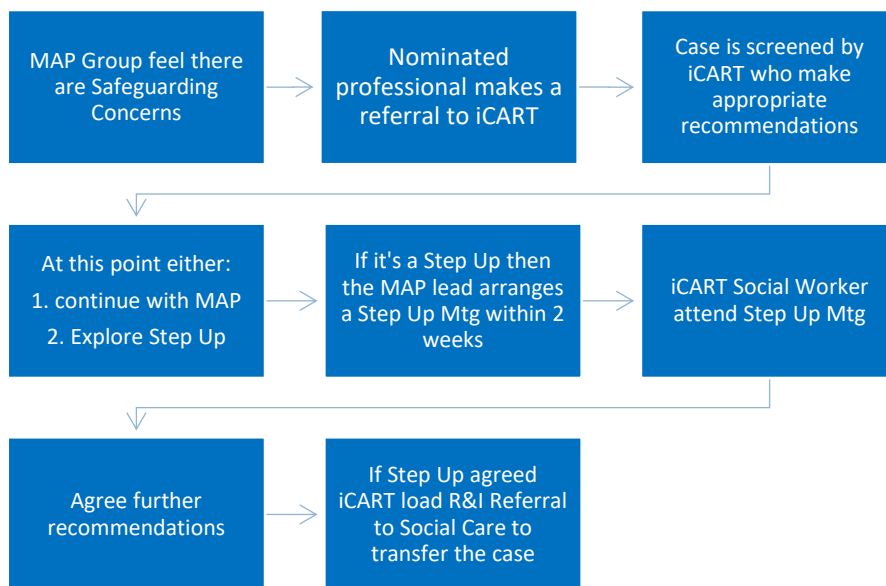 MAP Group feel there
are Safeguarding
Concerns
Nominated
professional makes a
referral to iCART
Case is screened by
iCART who make
appropriate
recommendations
At this point either:
1. continue with MAP
2. Explore Step Up
If it's a Step Up then
the MAP lead arranges
a Step Up Mtg within 2
weeks
iCART Social Worker
attend Step Up Mtg
Agree further
recommendations
If Step Up agreed
iCART load R&I Referral
to Social Care to
transfer the case